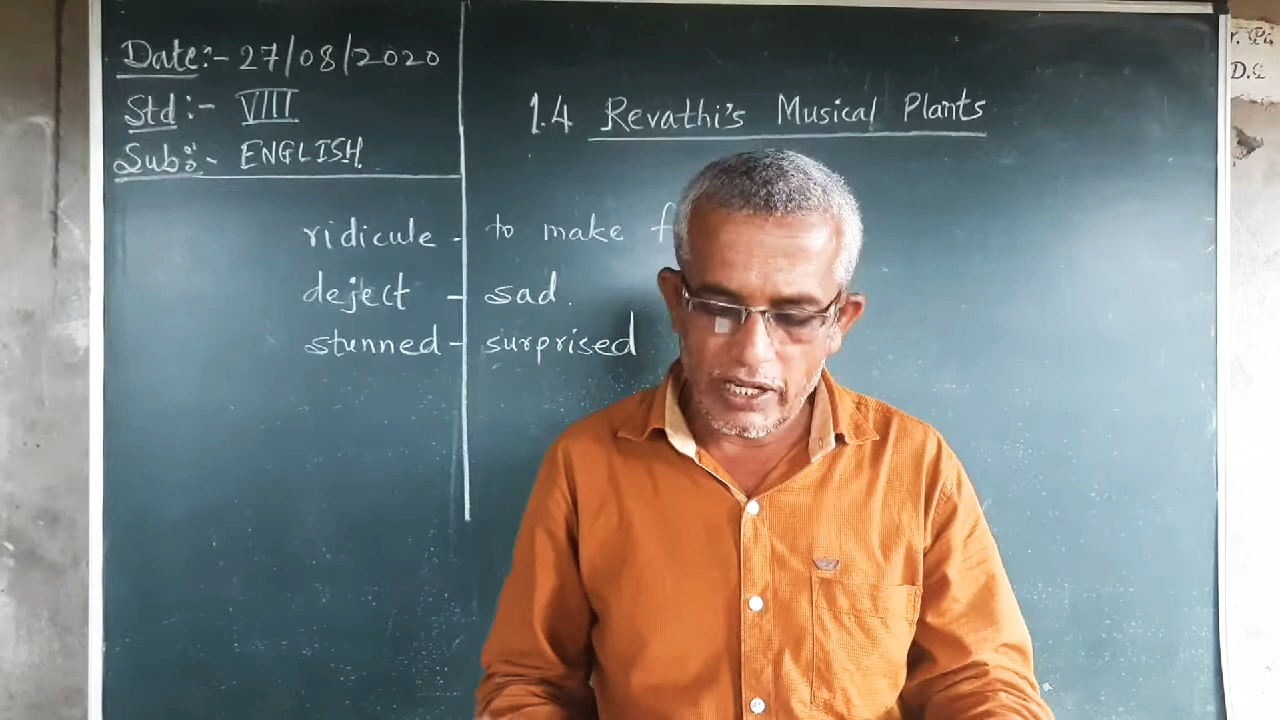 Date:- 27/08/2020
Std:- VIII
Sub:- ENGLISH
1.4 Revathi's Musical Plants
ridicule - to make f
deject - sad.
stunned - surprised
D.C